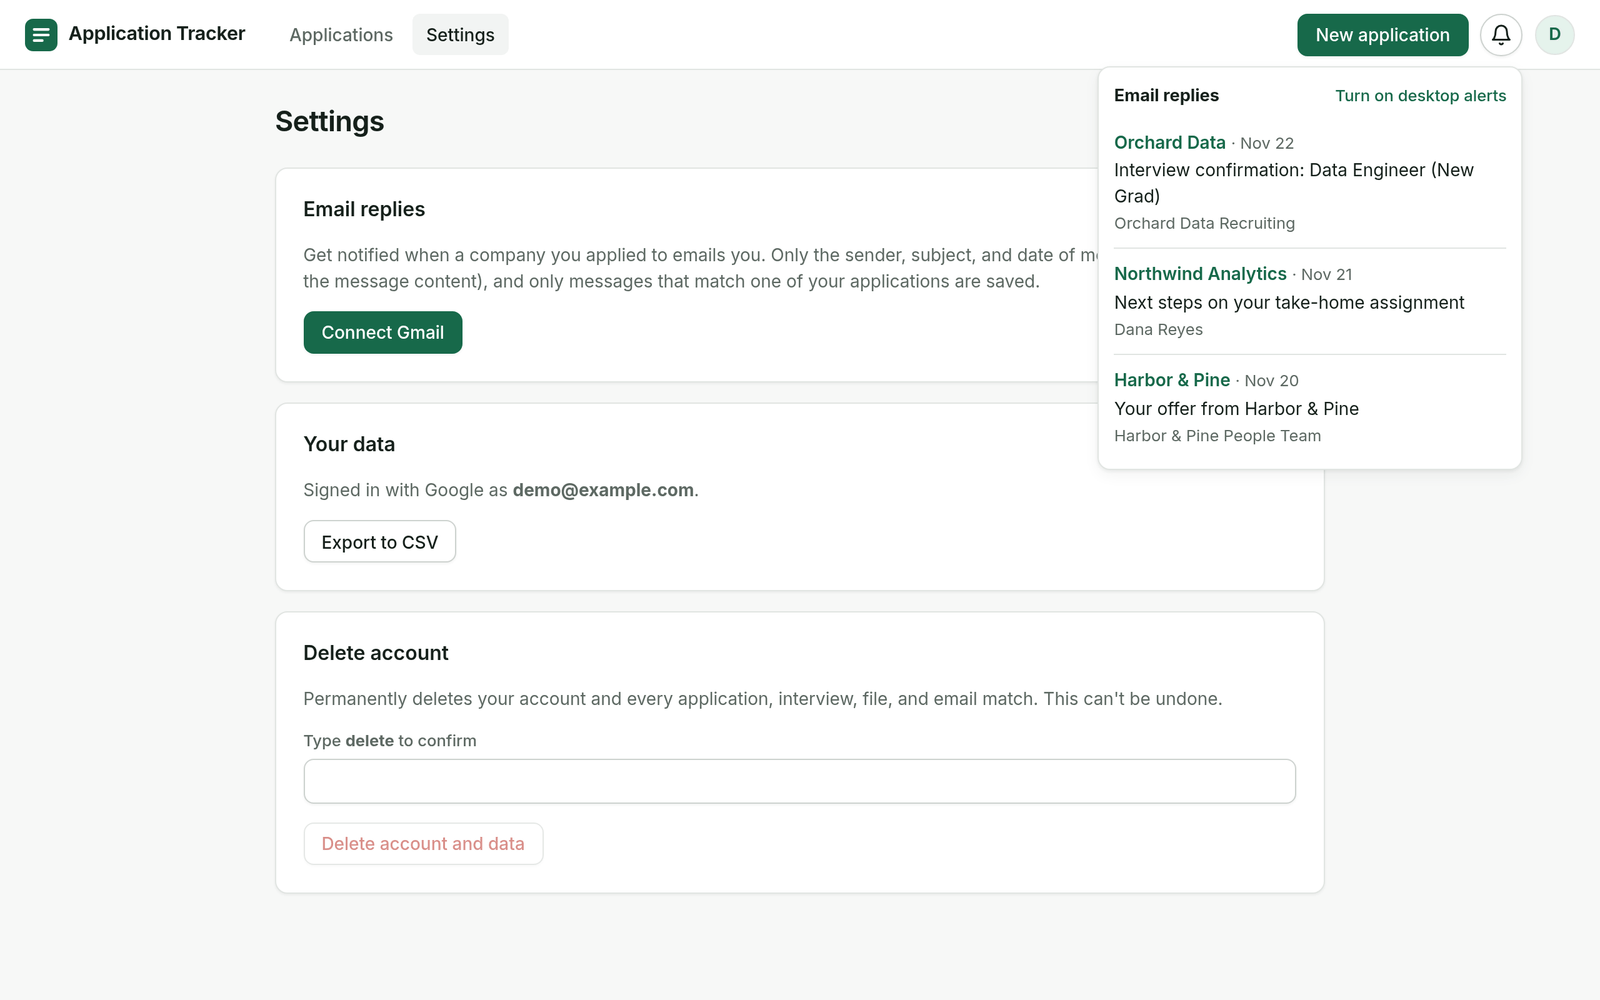 Application Tracker
Applications
Settings
New application
D
Settings
Email replies
Get notified when a company you applied to emails you. Only the sender, subject, and date of
the message content), and only messages that match one of your applications are saved.
Connect Gmail
Email replies
Turn on desktop alerts
Orchard Data · Nov 22
Interview confirmation: Data Engineer (New
Grad)
Orchard Data Recruiting
Northwind Analytics · Nov 21
Next steps on your take-home assignment
Dana Reyes
Harbor & Pine · Nov 20
Your offer from Harbor & Pine
Harbor & Pine People Team
Your data
Signed in with Google as demo@example.com.
Export to CSV
Delete account
Permanently deletes your account and every application, interview, file, and email match. This can't be undone.
Type delete to confirm
Delete account and data